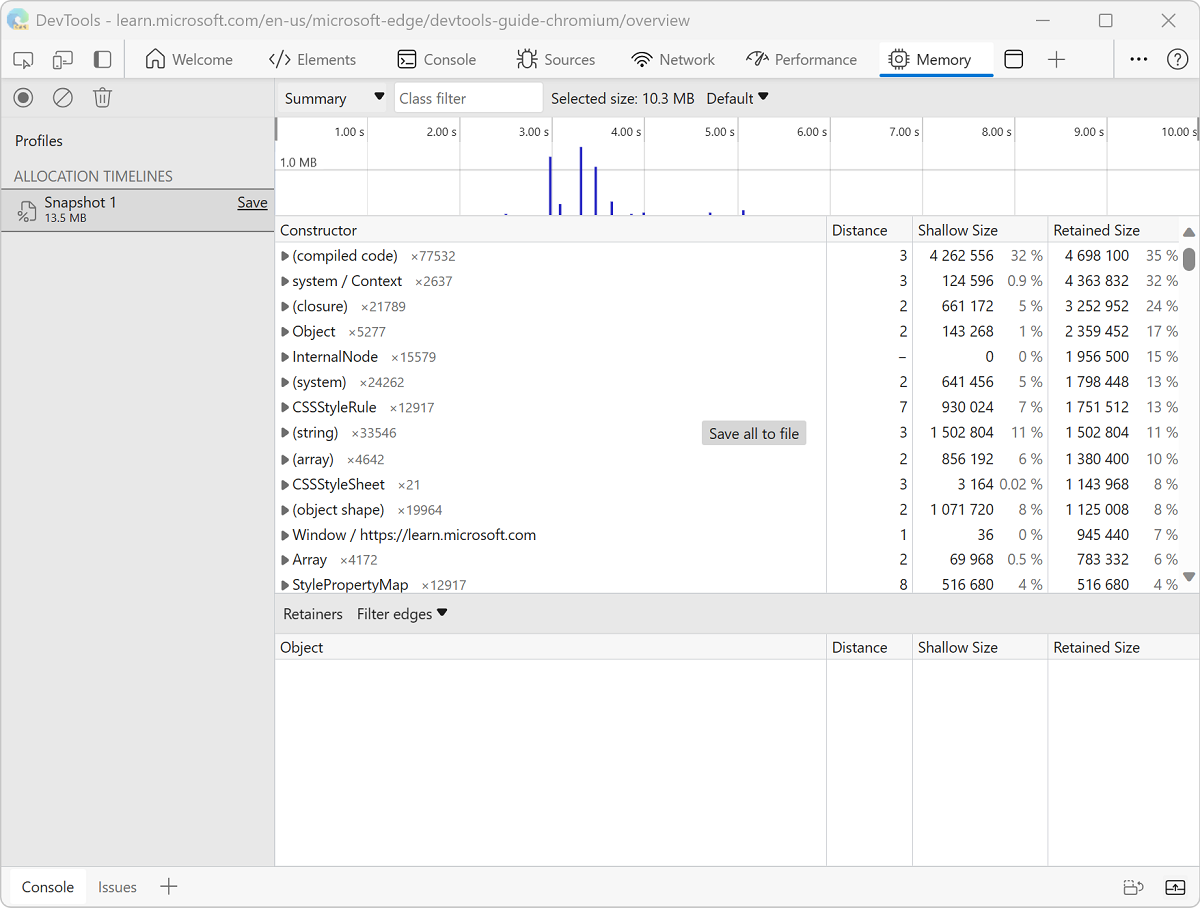 DevTools - learn.microsoft.com/en-us/microsoft-edge/devtools-guide-chromium/overview
Welcome </> Elements Console Sources Network Performance Memory
Summary Class filter Selected size: 10.3 MB Default
Profiles
ALLOCATION TIMELINES
Snapshot 1 Save
13.5 MB
1.00 s 2.00 s 3.00 s 4.00 s 5.00 s 6.00 s 7.00 s 8.00 s 9.00 s 10.00 s
1.0 MB
Constructor Distance Shallow Size Retained Size
(compiled code) ×77532 3 4 262 556 32 % 4 698 100 35 %
system / Context ×2637 3 124 596 0.9 % 4 363 832 32 %
(closure) ×21789 2 661 172 5 % 3 252 952 24 %
Object ×5277 2 143 268 1 % 2 359 452 17 %
InternalNode ×15579 – 0 0 % 1 956 500 15 %
(system) ×24262 2 641 456 5 % 1 798 448 13 %
CSSStyleRule ×12917 7 930 024 7 % 1 751 512 13 %
(string) ×33546 Save all to file 3 1 502 804 11 % 1 502 804 11 %
(array) ×4642 2 856 192 6 % 1 380 400 10 %
CSSStyleSheet ×21 3 3 164 0.02 % 1 143 968 8 %
(object shape) ×19964 2 1 071 720 8 % 1 125 008 8 %
Window / https://learn.microsoft.com 1 36 0 % 945 440 7 %
Array ×4172 2 69 968 0.5 % 783 332 6 %
StylePropertyMap ×12917 8 516 680 4 % 516 680 4 %
Retainers Filter edges
Object Distance Shallow Size Retained Size
Console Issues